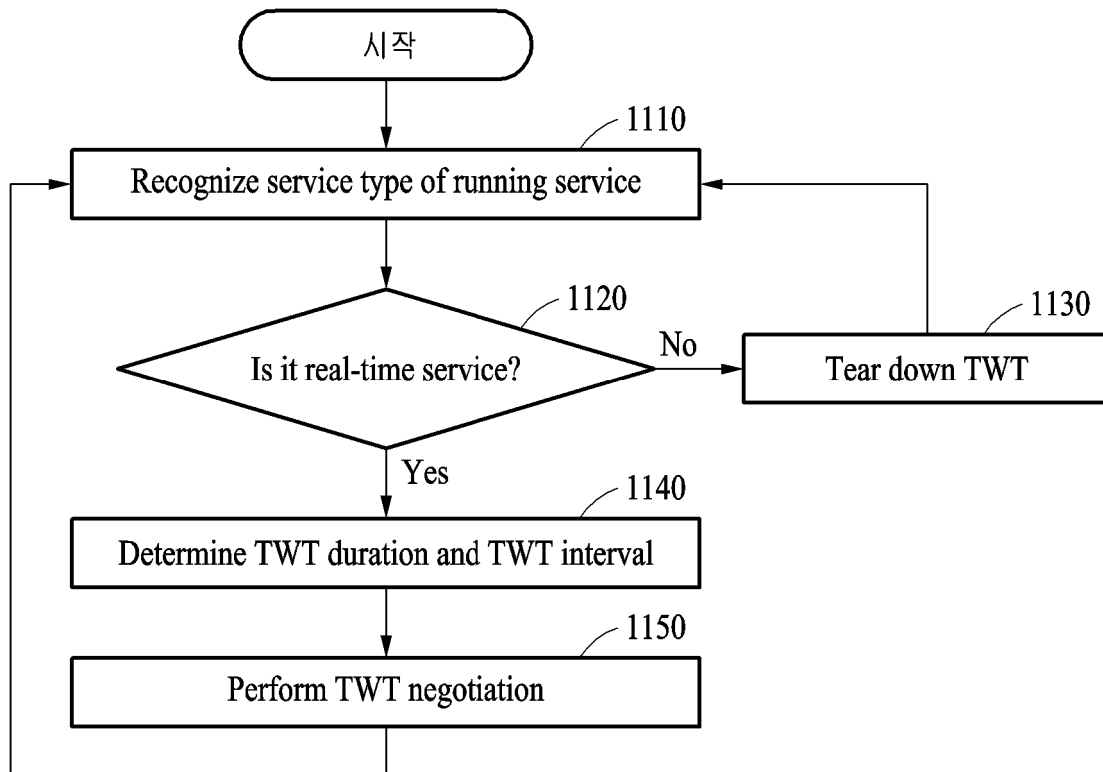 시작
1110
Recognize service type of running service
1120
Is it real-time service?
No
1130
Tear down TWT
Yes
1140
Determine TWT duration and TWT interval
1150
Perform TWT negotiation